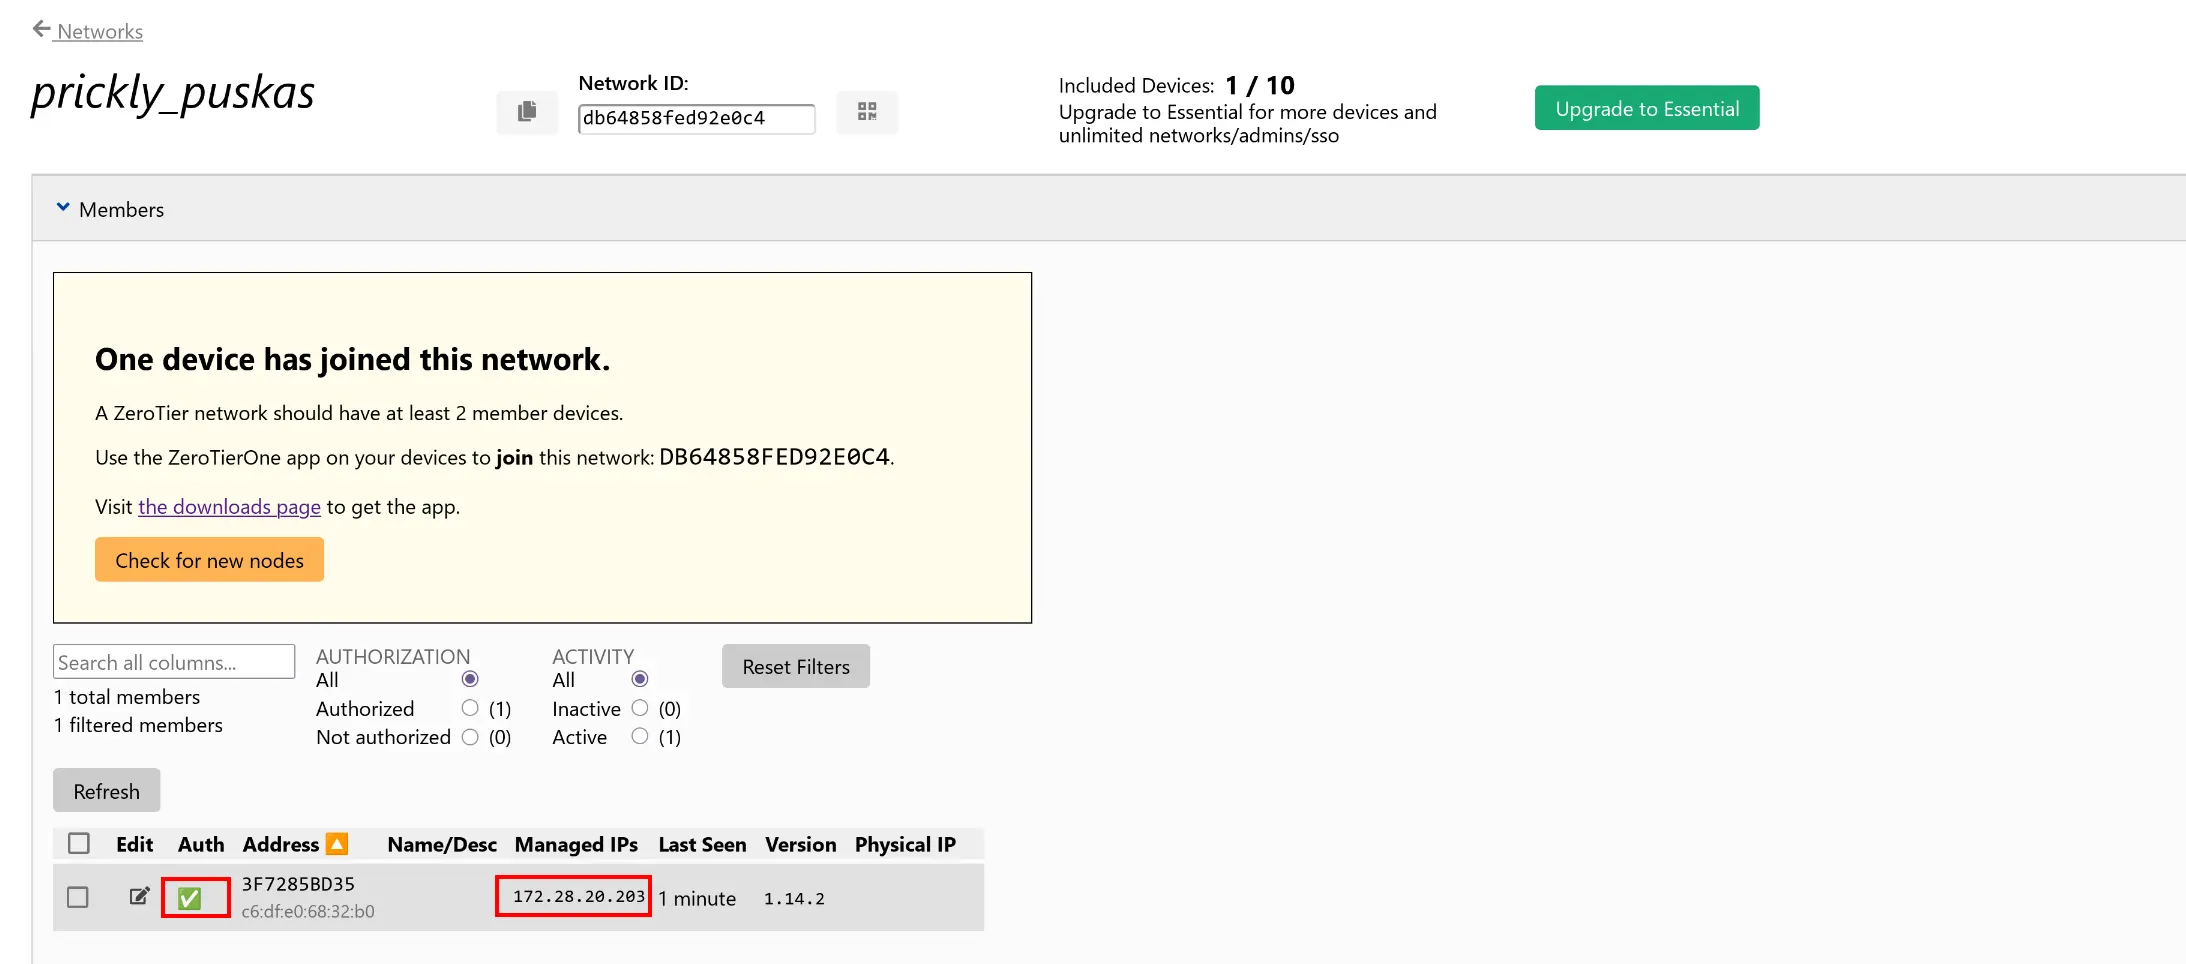 Networks
prickly_puskas
Network ID:
db64858fed92e0c4
Included Devices: 1 / 10
Upgrade to Essential for more devices and
unlimited networks/admins/sso
Upgrade to Essential
Members
One device has joined this network.
A ZeroTier network should have at least 2 member devices.
Use the ZeroTierOne app on your devices to join this network: DB64858FED92E0C4.
Visit the downloads page to get the app.
Check for new nodes
Search all columns...
1 total members
1 filtered members
AUTHORIZATION
All
Authorized (1)
Not authorized (0)
ACTIVITY
All
Inactive (0)
Active (1)
Reset Filters
Refresh
Edit Auth Address Name/Desc Managed IPs Last Seen Version Physical IP
3F7285BD35
c6:df:e0:68:32:b0
172.28.20.203 1 minute 1.14.2